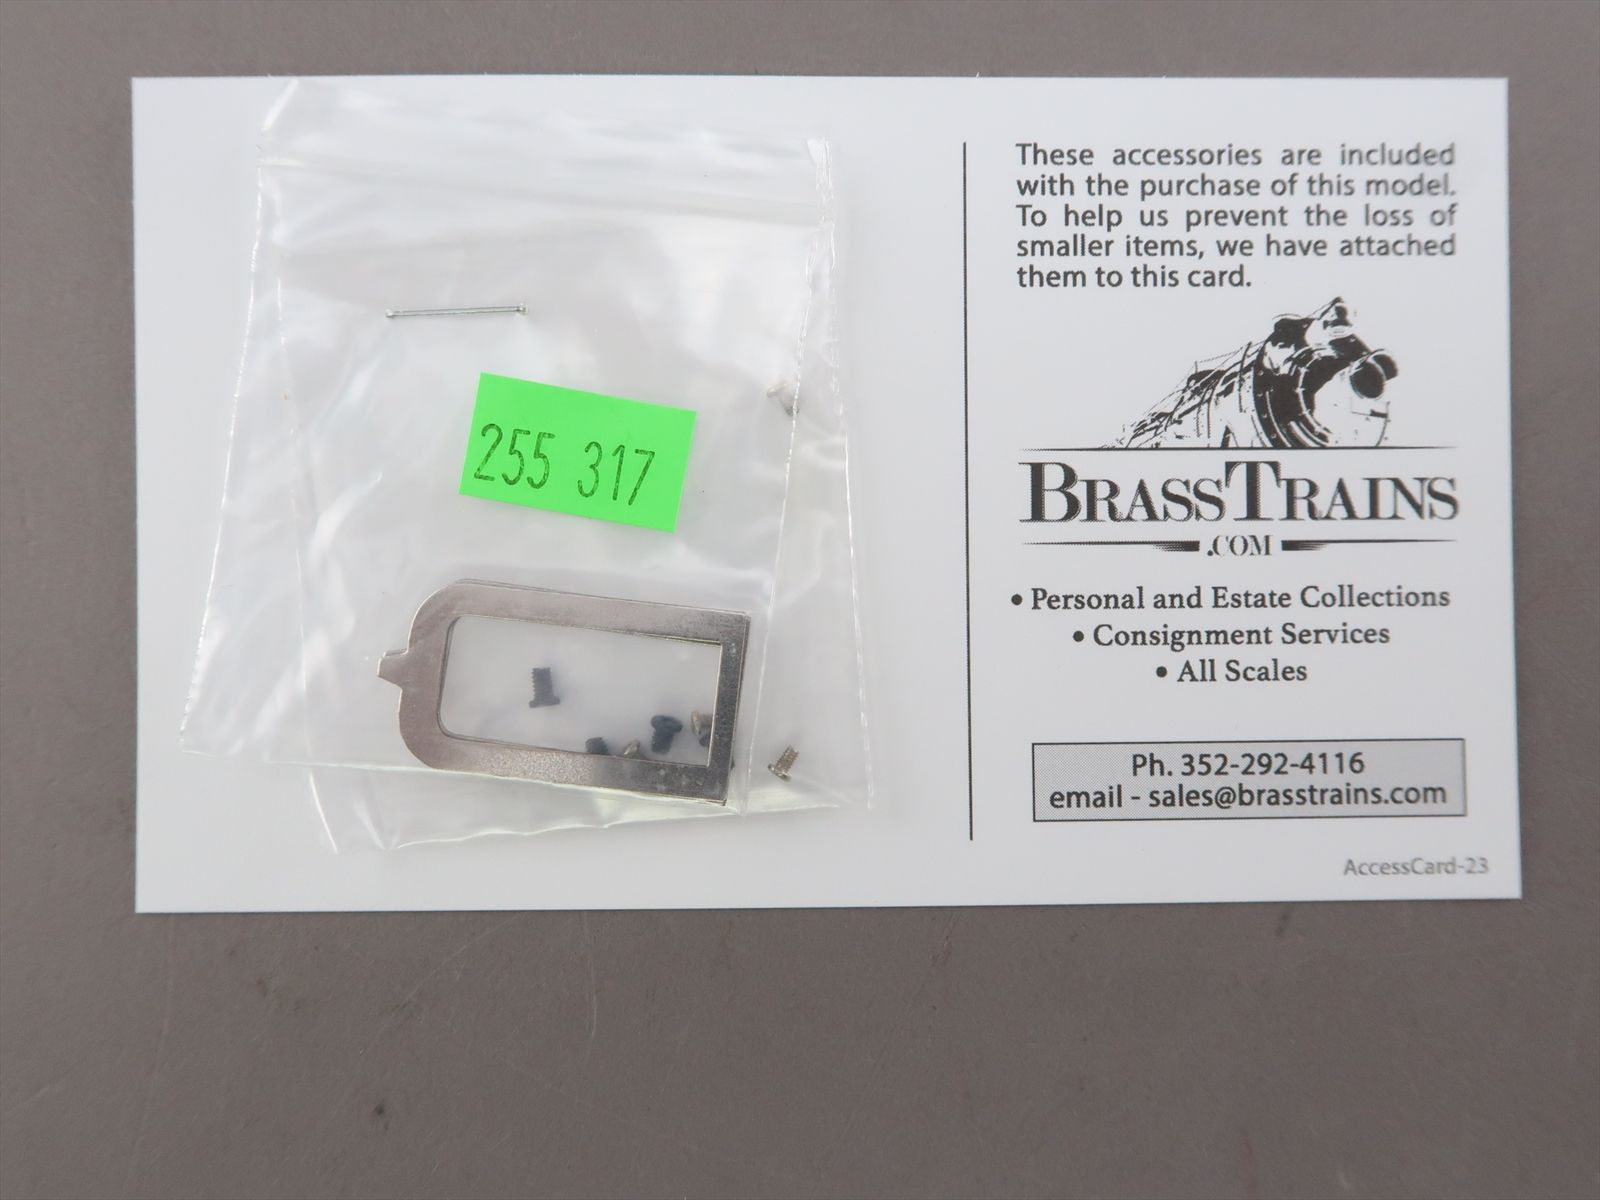 255 317
These accessories are included
with the purchase of this model.
To help us prevent the loss of
smaller items, we have attached
them to this card.
BRASSTRAINS
.COM
• Personal and Estate Collections
• Consignment Services
• All Scales
Ph. 352-292-4116
email - sales@brasstrains.com
AccessCard-23